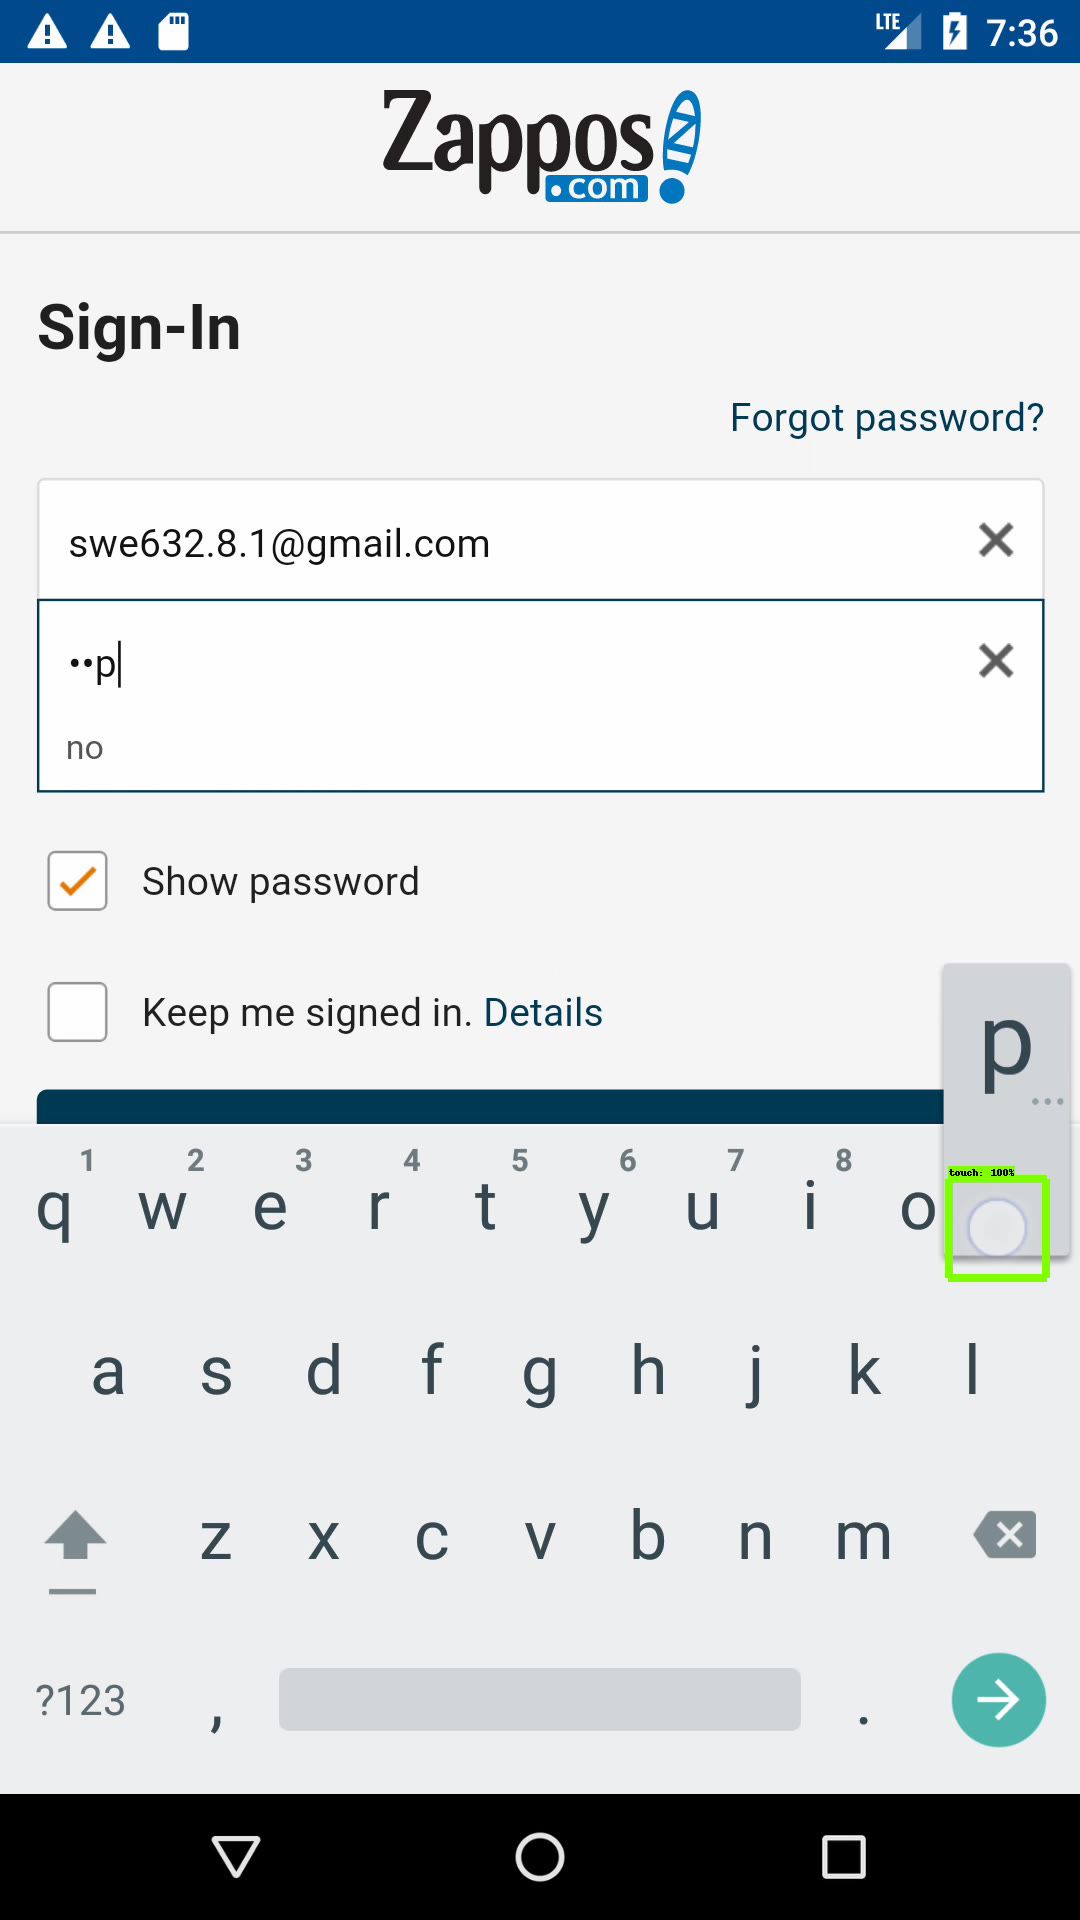 LTE 7:36
Zappos
.com
Sign-In
Forgot password?
swe632.8.1@gmail.com
••p
no
Show password
Keep me signed in. Details
p
...
touch: 100%
1 2 3 4 5 6 7 8
q w e r t y u i o
a s d f g h j k l
z x c v b n m
?123 , .